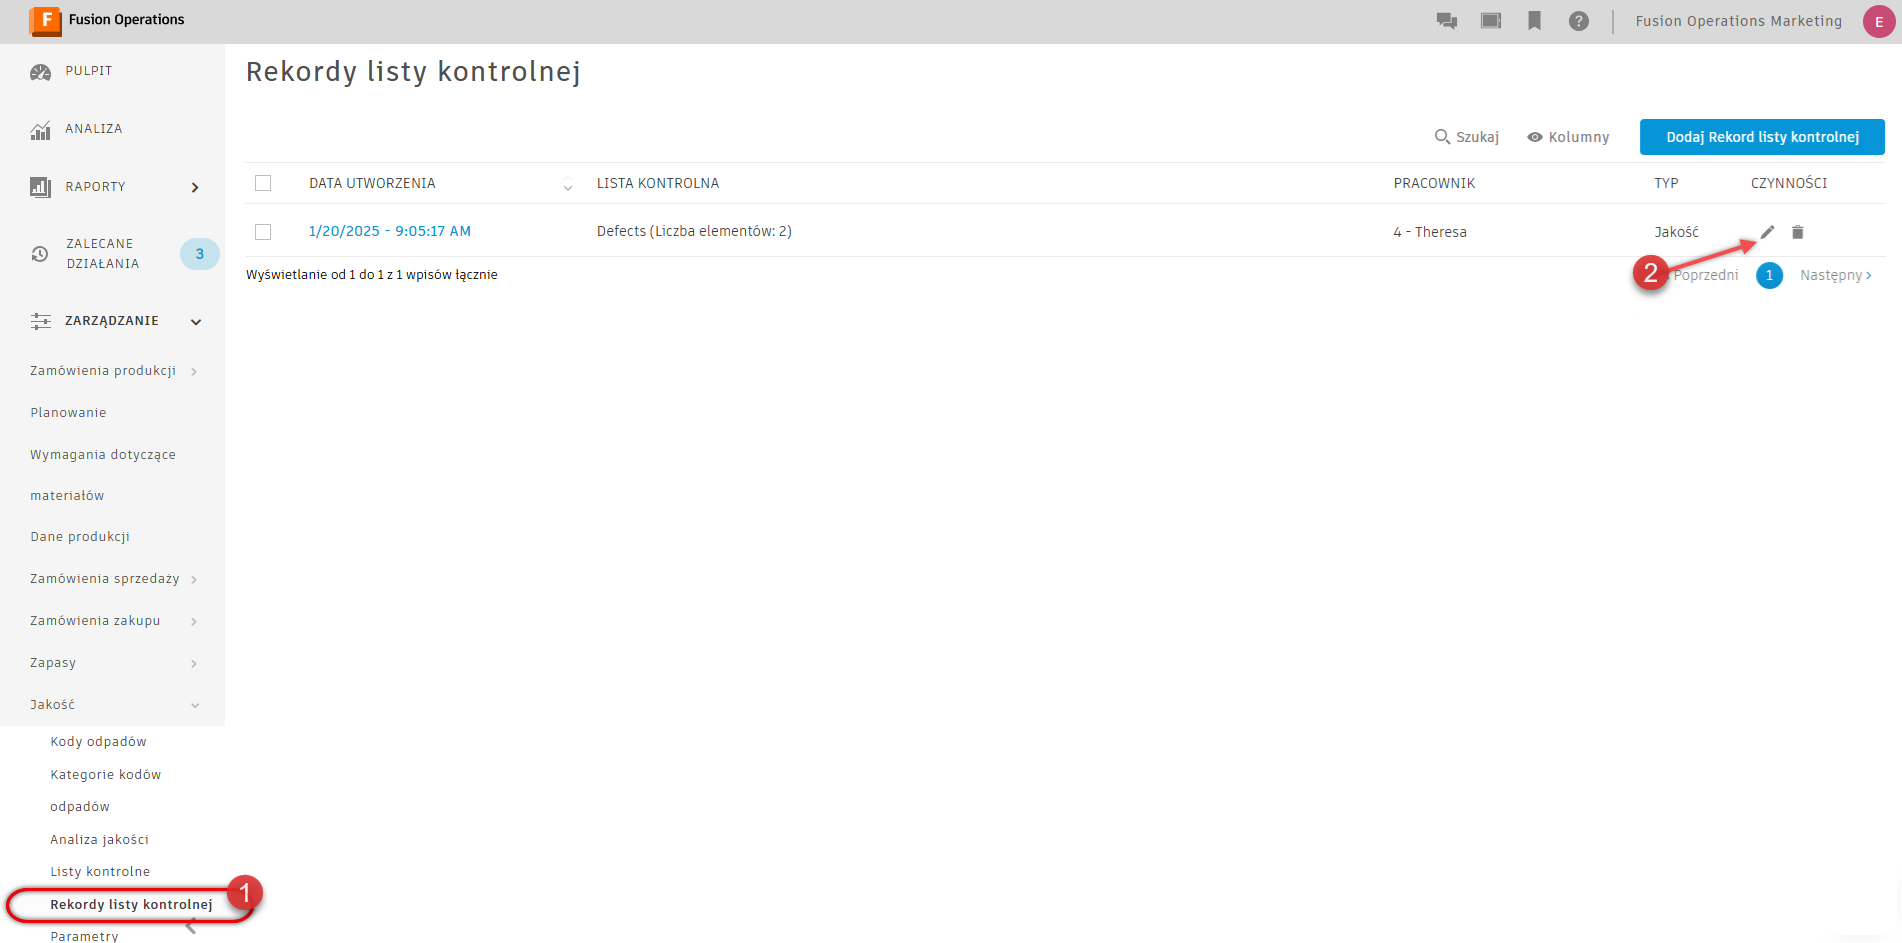 F Fusion Operations
? Fusion Operations Marketing E
PULPIT
ANALIZA
RAPORTY
ZALECANE
DZIAŁANIA
3
ZARZĄDZANIE
Zamówienia produkcji
Planowanie
Wymagania dotyczące
materiałów
Dane produkcji
Zamówienia sprzedaży
Zamówienia zakupu
Zapasy
Jakość
Kody odpadów
Kategorie kodów
odpadów
Analiza jakości
Listy kontrolne
Rekordy listy kontrolnej
1
Parametry
Rekordy listy kontrolnej
Szukaj Kolumny Dodaj Rekord listy kontrolnej
DATA UTWORZENIA LISTA KONTROLNA PRACOWNIK TYP CZYNNOŚCI
1/20/2025 - 9:05:17 AM Defects (Liczba elementów: 2) 4 - Theresa Jakość
Wyświetlanie od 1 do 1 z 1 wpisów łącznie
2 Poprzedni 1 Następny